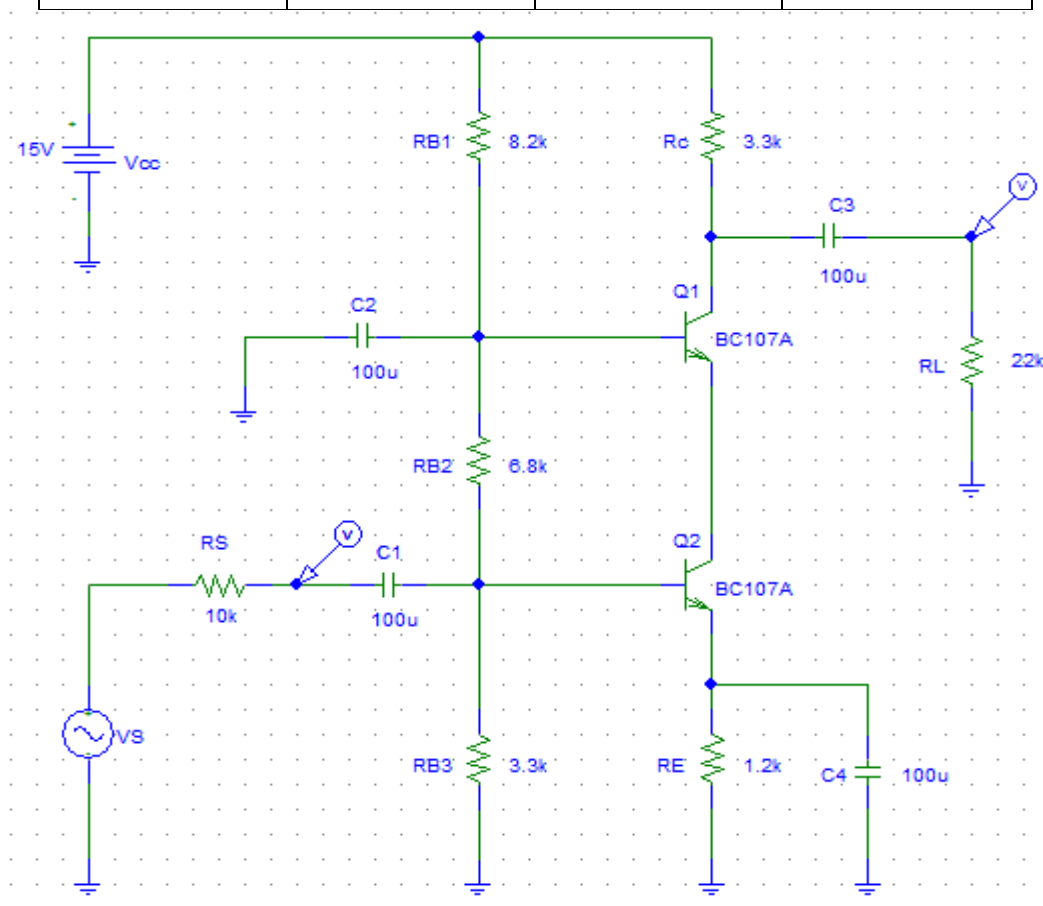 RB1 8.2k
Rc 3.3k
15V
Vcc
+
-
C3
100u
V
C2
100u
Q1
BC107A
RL 22k
RB2 6.8k
RS
10k
V
C1
100u
Q2
BC107A
VS
RB3 3.3k
RE 1.2k
C4 100u